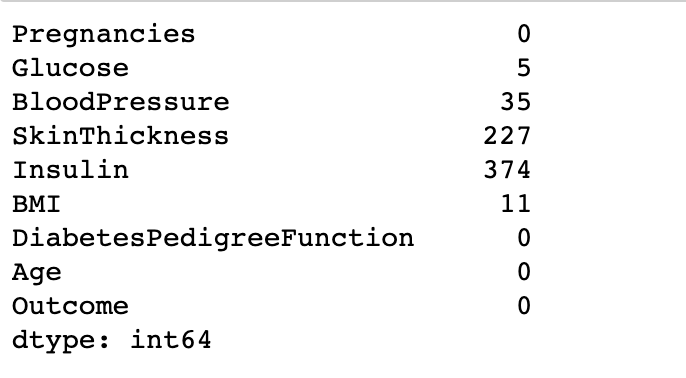 Pregnancies 0
Glucose 5
BloodPressure 35
SkinThickness 227
Insulin 374
BMI 11
DiabetesPedigreeFunction 0
Age 0
Outcome 0
dtype: int64